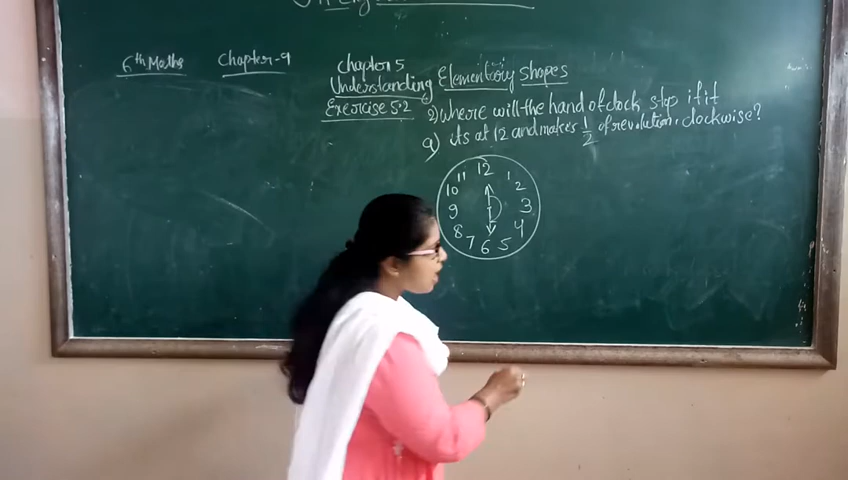 6th Maths
Chapter-9
Chapter 5
Understanding Elementary Shapes
Exercise 5.2
2) where will the hand of clock stop if it
a) its at 12 and makes 1/2 of revolution, clockwise?
12
11 1
10 2
9 3
8 4
7 6 5